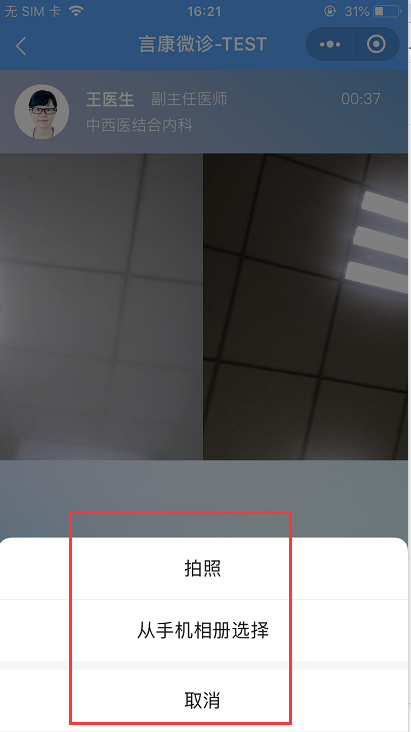 无 SIM 卡 16:21 31%
言康微诊-TEST
王医生 副主任医师 00:37
中西医结合内科
拍照
从手机相册选择
取消